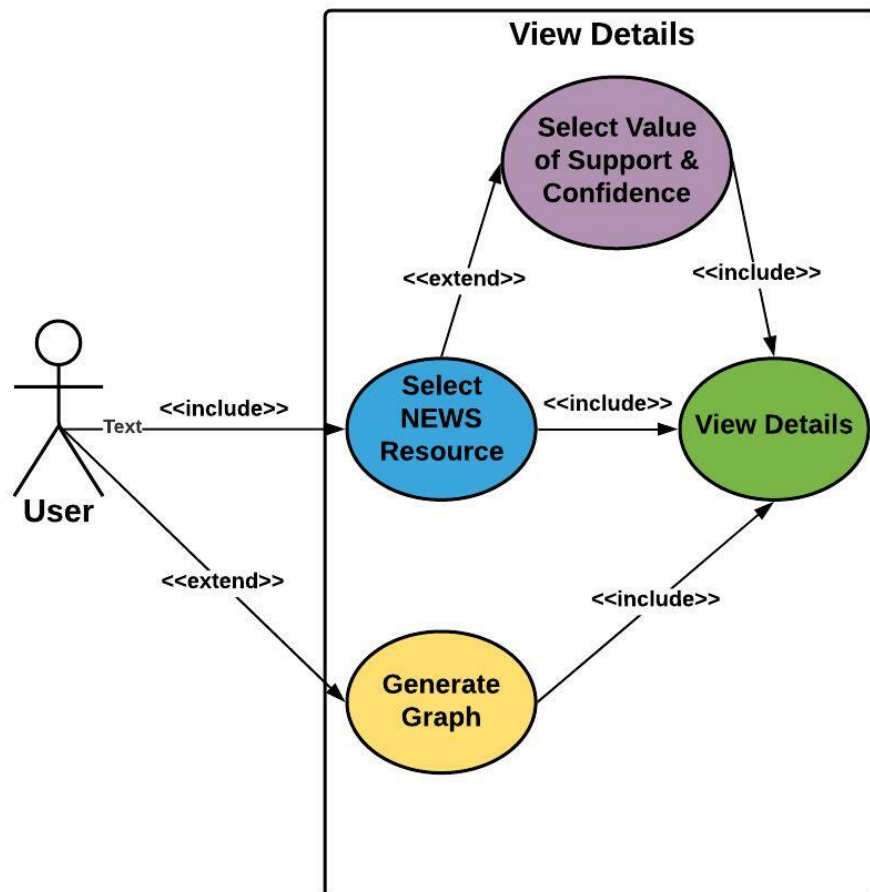 View Details
Select Value
of Support &
Confidence
<<extend>>
<<include>>
Select
NEWS
Resource
<<include>>
<<include>>
View Details
Text
User
<<extend>>
<<include>>
Generate
Graph